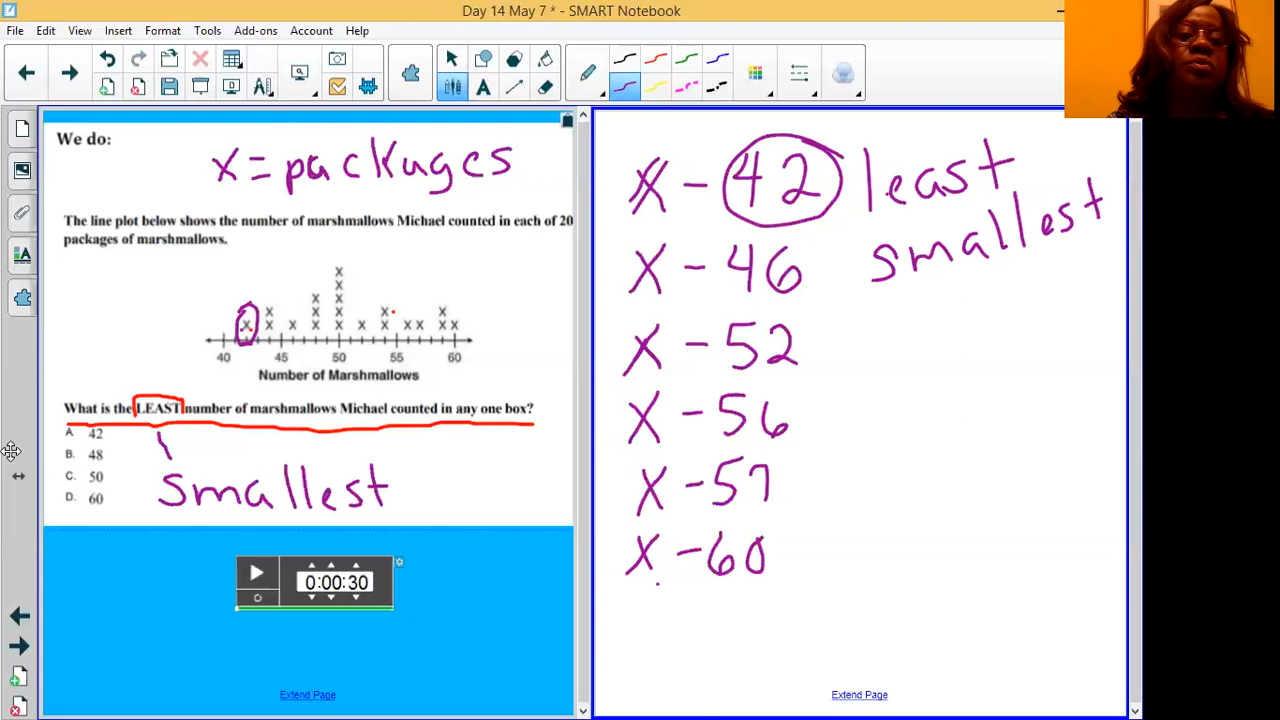 Day 14 May 7 * - SMART Notebook
File Edit View Insert Format Tools Add-ons Account Help
We do:
x = packages
The line plot below shows the number of marshmallows Michael counted in each of 20
packages of marshmallows.
40 45 50 55 60
Number of Marshmallows
What is the LEAST number of marshmallows Michael counted in any one box?
A. 42
B. 48
C. 50
D. 60
smallest
0:00:30
Extend Page
x - 42 least
smallest
x - 46
x - 52
x - 56
x - 57
x - 60
Extend Page